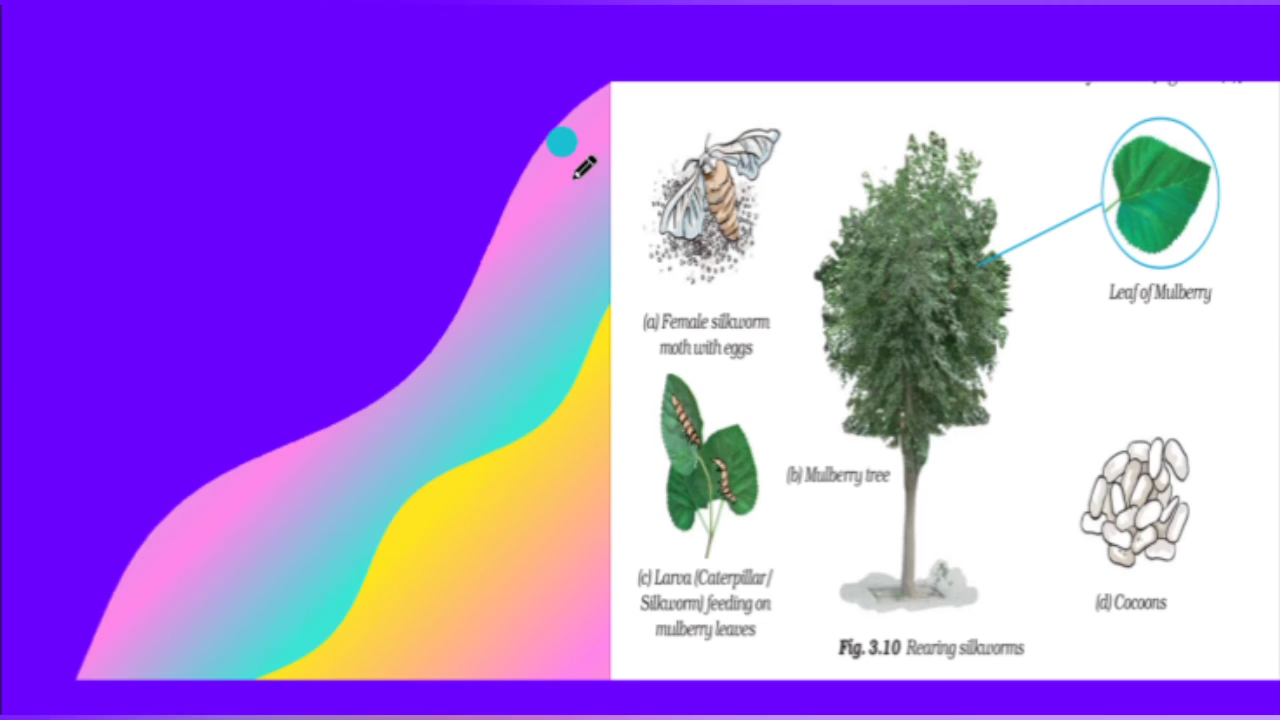 Leaf of Mulberry
(a) Female silkworm
moth with eggs
(b) Mulberry tree
(c) Larva (Caterpillar/
Silkworm) feeding on
mulberry leaves
(d) Cocoons
Fig. 3.10 Rearing silkworms